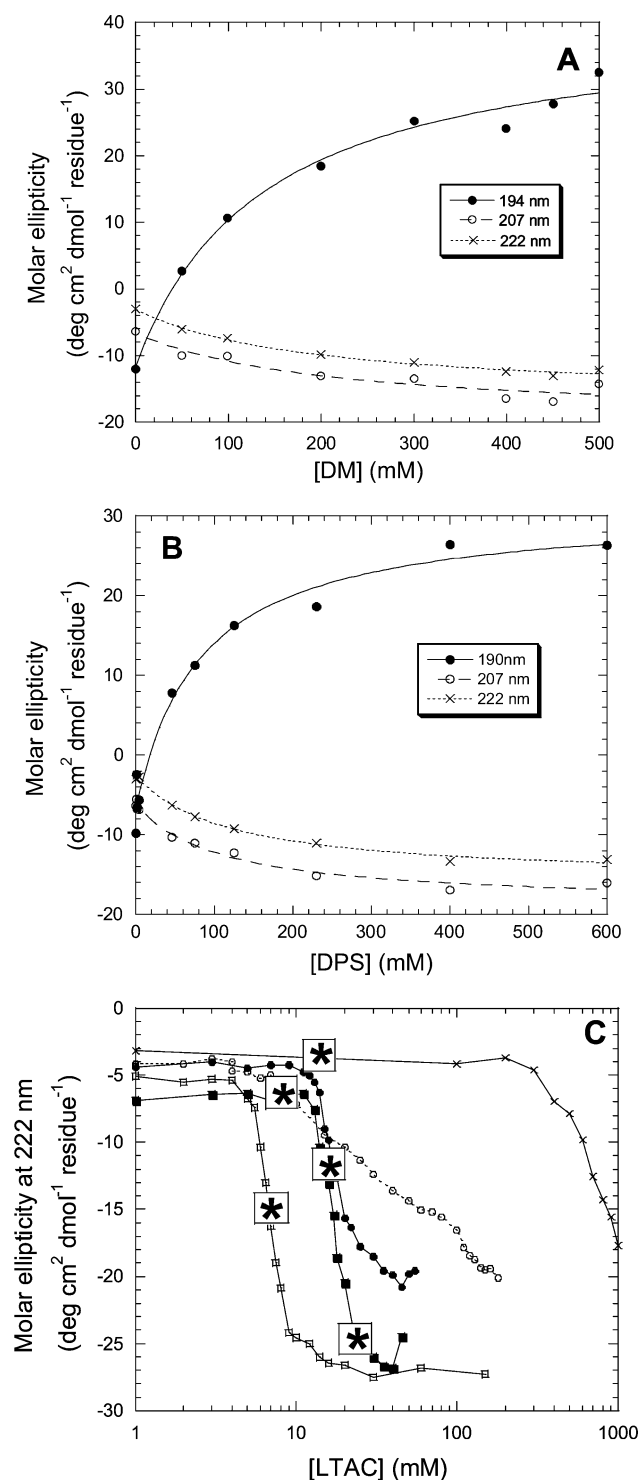 A
Molar ellipticity
(deg cm² dmol⁻¹ residue⁻¹)
40
30
20
10
0
-10
-20
194 nm
207 nm
222 nm
0 100 200 300 400 500
[DM] (mM)
B
Molar ellipticity
(deg cm² dmol⁻¹ residue⁻¹)
30
20
10
0
-10
-20
190nm
207 nm
222 nm
0 100 200 300 400 500 600
[DPS] (mM)
C
Molar ellipticity at 222 nm
(deg cm² dmol⁻¹ residue⁻¹)
0
-5
-10
-15
-20
-25
-30
*
*
*
*
*
1 10 100 1000
[LTAC] (mM)